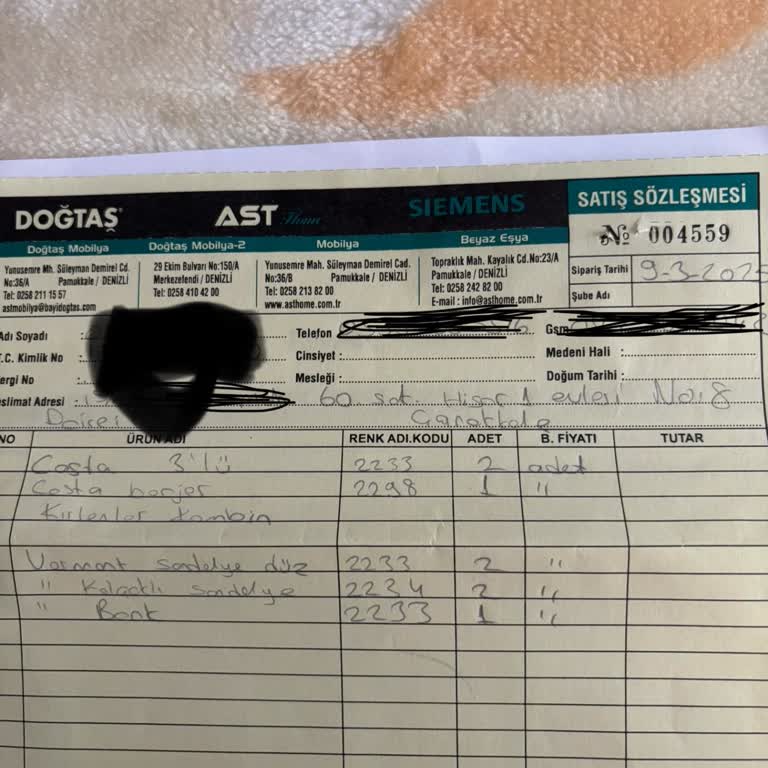 DOĞTAŞ® AST Home SIEMENS SATIŞ SÖZLEŞMESİ
Doğtaş Mobilya Doğtaş Mobilya-2 Mobilya Beyaz Eşya
Nº 004559
Yunusemre Mh. Süleyman Demirel Cd.
No:36/A Pamukkale / DENİZLİ
Tel: 0258 211 15 57
astmobilya@bayidogtas.com
29 Ekim Bulvarı No:150/A
Merkezefendi / DENİZLİ
Tel: 0258 410 42 00
Yunusemre Mah. Süleyman Demirel Cad.
No:36/B Pamukkale / DENİZLİ
Tel: 0258 213 82 00
www.asthome.com.tr
Topraklık Mah. Kayalık Cd.No:23/A
Pamukkale / DENİZLİ
Tel: 0258 242 82 00
E-mail : info@asthome.com.tr
Sipariş Tarihi 9-3-2025
Şube Adı
Adı Soyadı : Telefon Gsm
T.C. Kimlik No : Cinsiyet : Medeni Hali :
Vergi No Mesleği : Doğum Tarihi :
Teslimat Adresi : 60 evleri No:8
NO ÜRÜN ADI RENK ADI.KODU ADET B. FİYATI TUTAR
Costa 3'lü 2233 2 adet
Costa berjer 2298 1 "
Kırlentler kombin
Vormont sandalye düz 2233 2 "
" Kolçaklı sandalye 2234 2 "
" Bank 2233 1 "